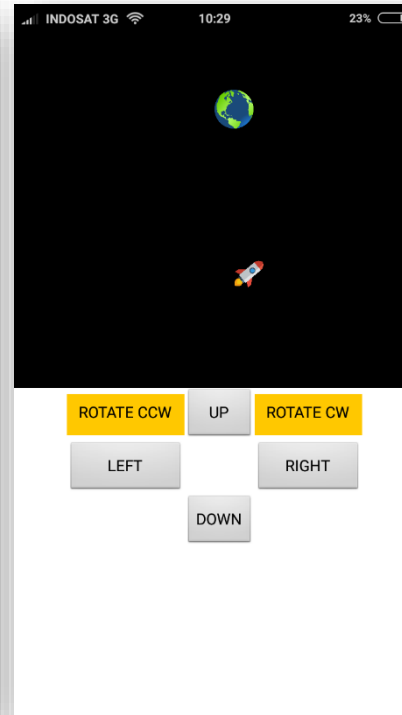 INDOSAT 3G 10:29 23%
ROTATE CCW UP ROTATE CW
LEFT RIGHT
DOWN